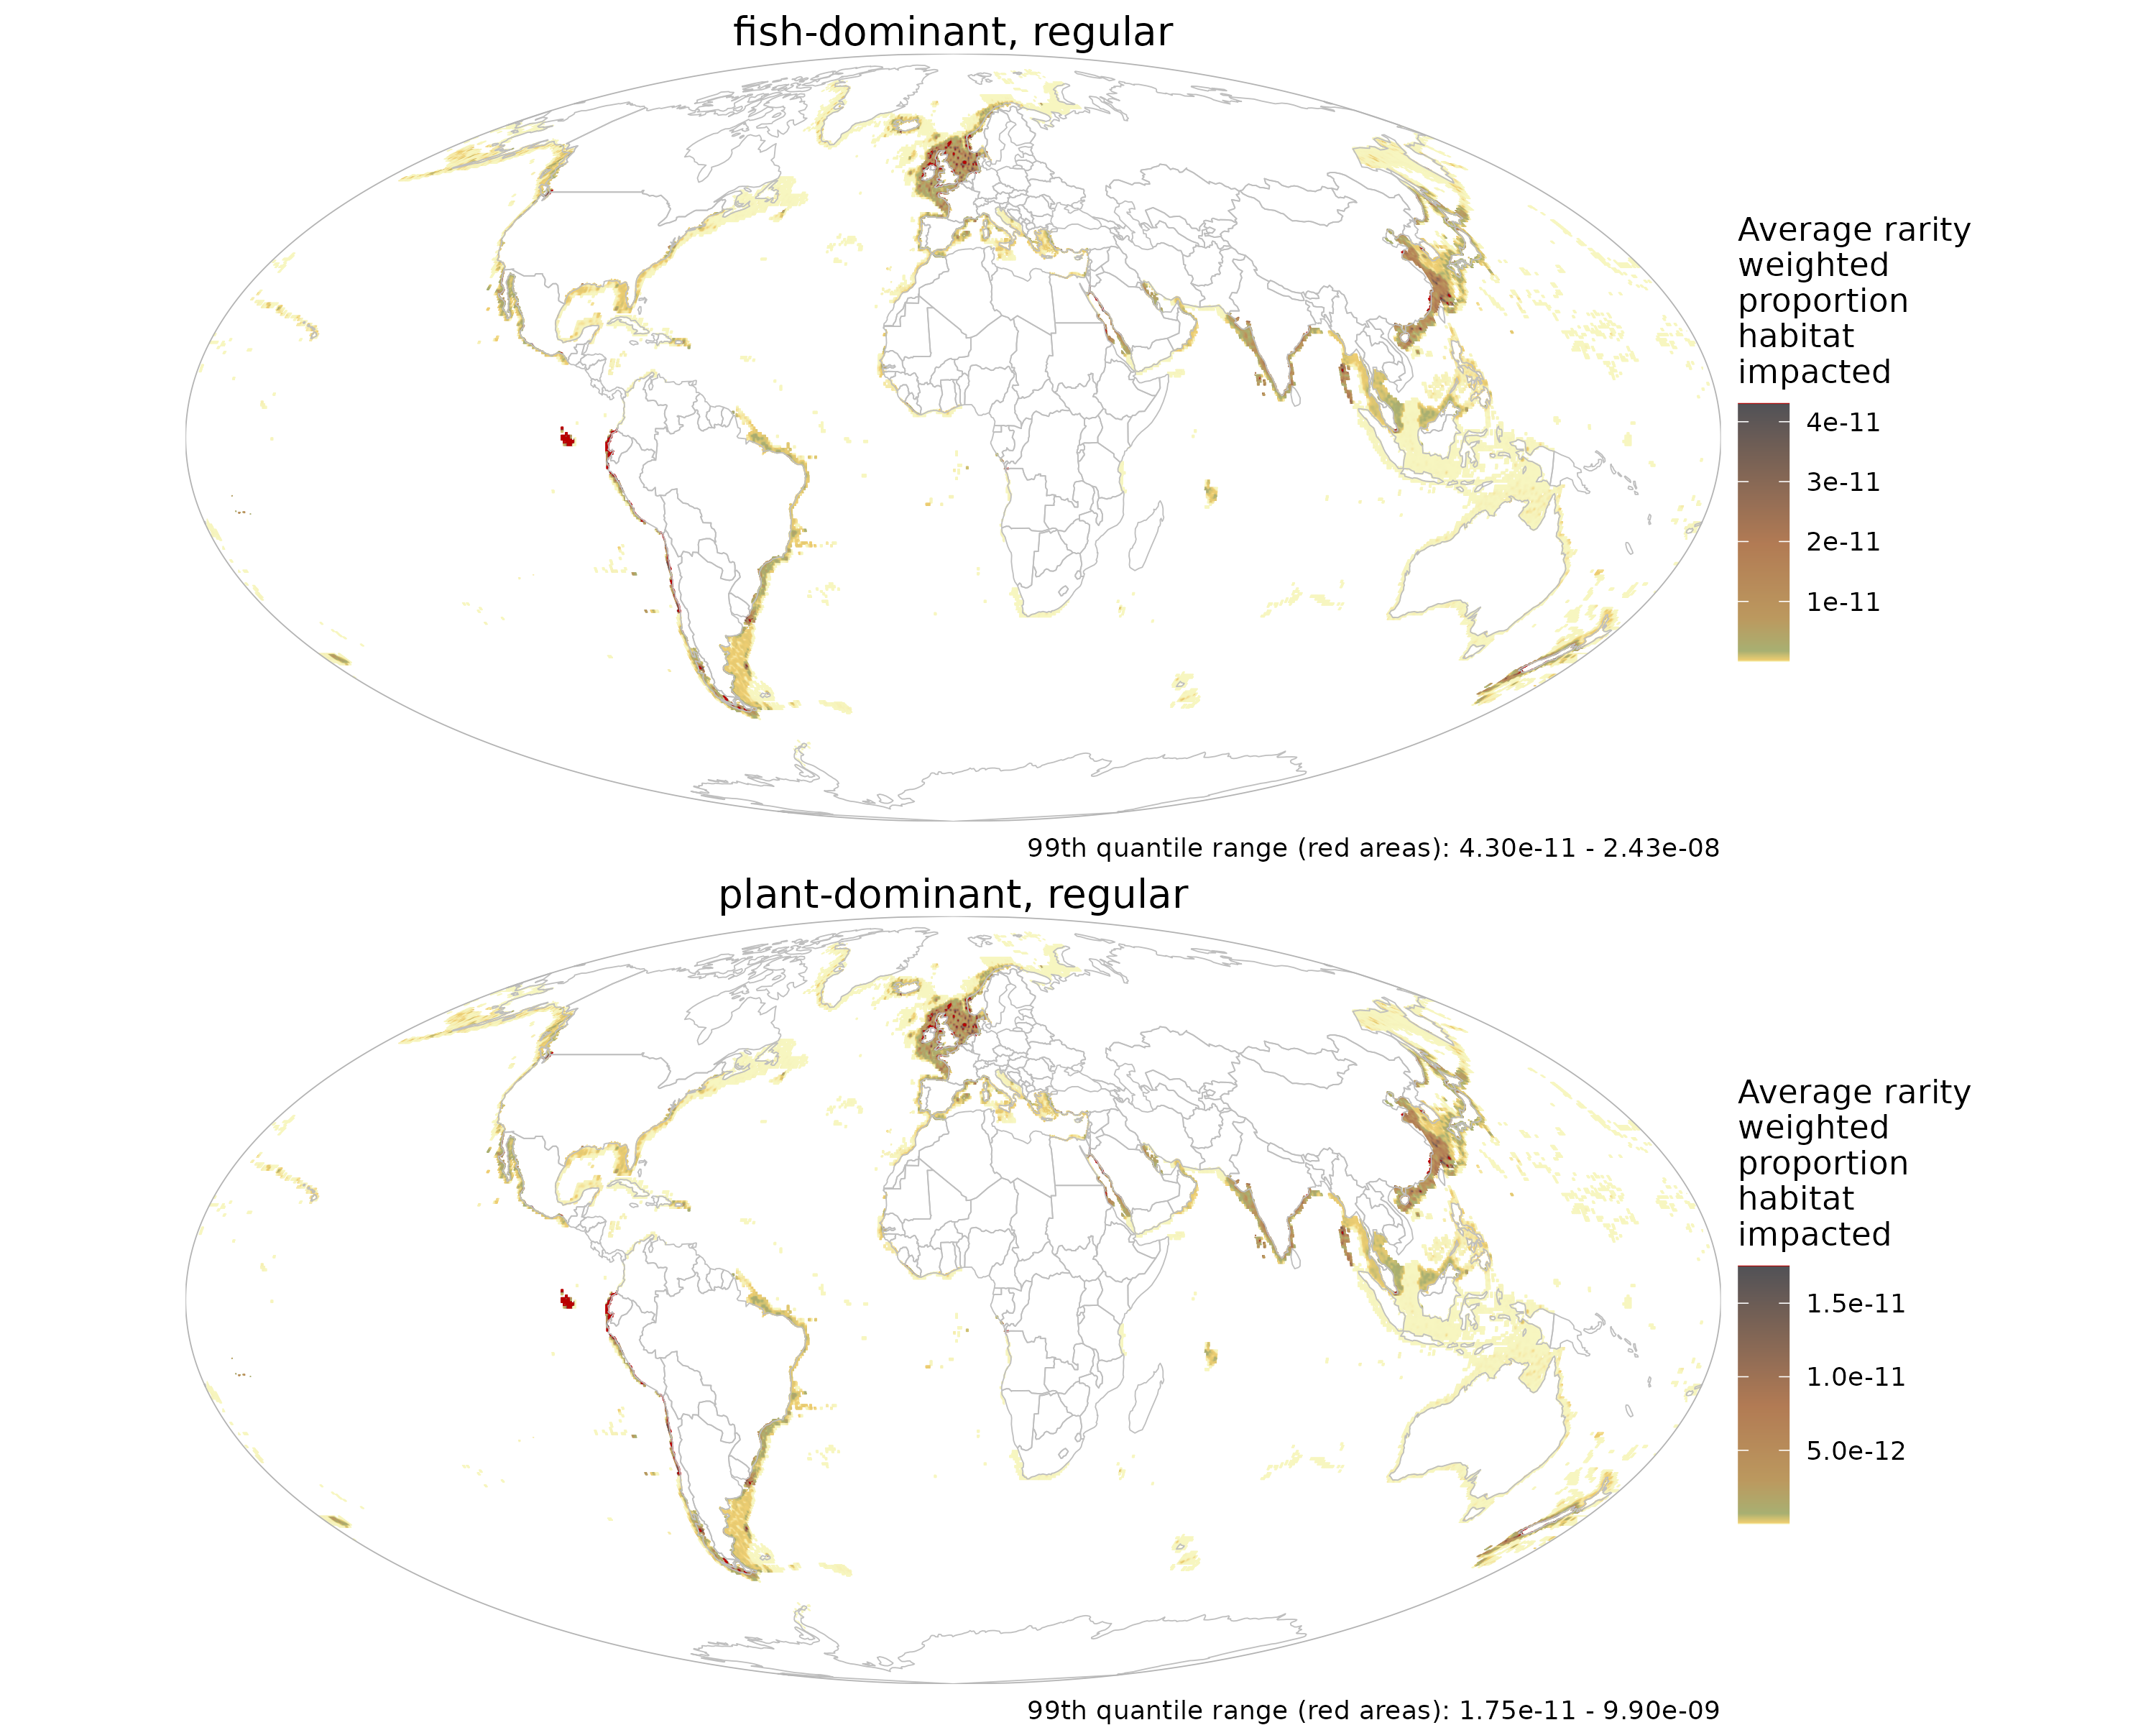 fish-dominant, regular
Average rarity
weighted
proportion
habitat
impacted
4e-11
3e-11
2e-11
1e-11
99th quantile range (red areas): 4.30e-11 - 2.43e-08
plant-dominant, regular
Average rarity
weighted
proportion
habitat
impacted
1.5e-11
1.0e-11
5.0e-12
99th quantile range (red areas): 1.75e-11 - 9.90e-09